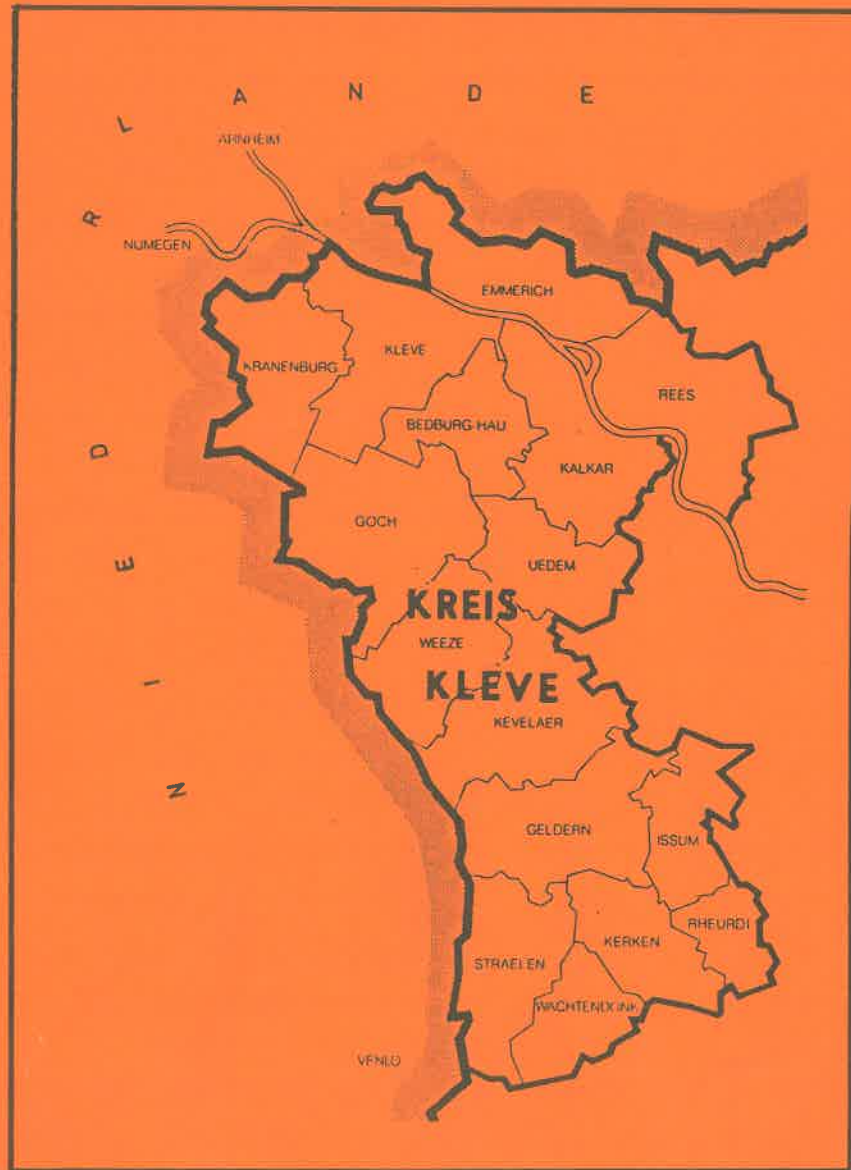 NIEDERLANDE
ARNHEIM
NIJMEGEN
EMMERICH
KLEVE
KRANENBURG
REES
BEDBURG-HAU
KALKAR
GOCH
UEDEM
KREIS
WEEZE
KLEVE
KEVELAER
GELDERN
ISSUM
RHEURDT
KERKEN
STRAELEN
WACHTENDONK
VENLO